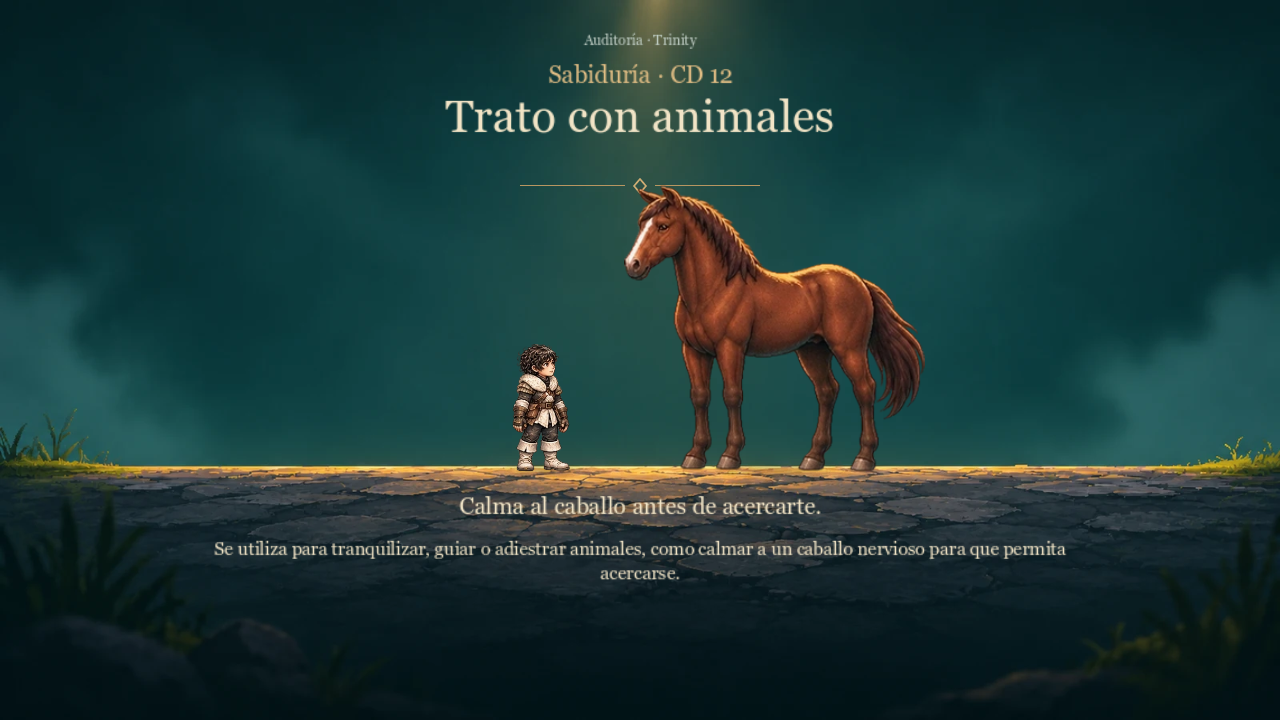 Auditoría · Trinity
Sabiduría · CD 12
Trato con animales
Calma al caballo antes de acercarte.
Se utiliza para tranquilizar, guiar o adiestrar animales, como calmar a un caballo nervioso para que permita
acercarse.